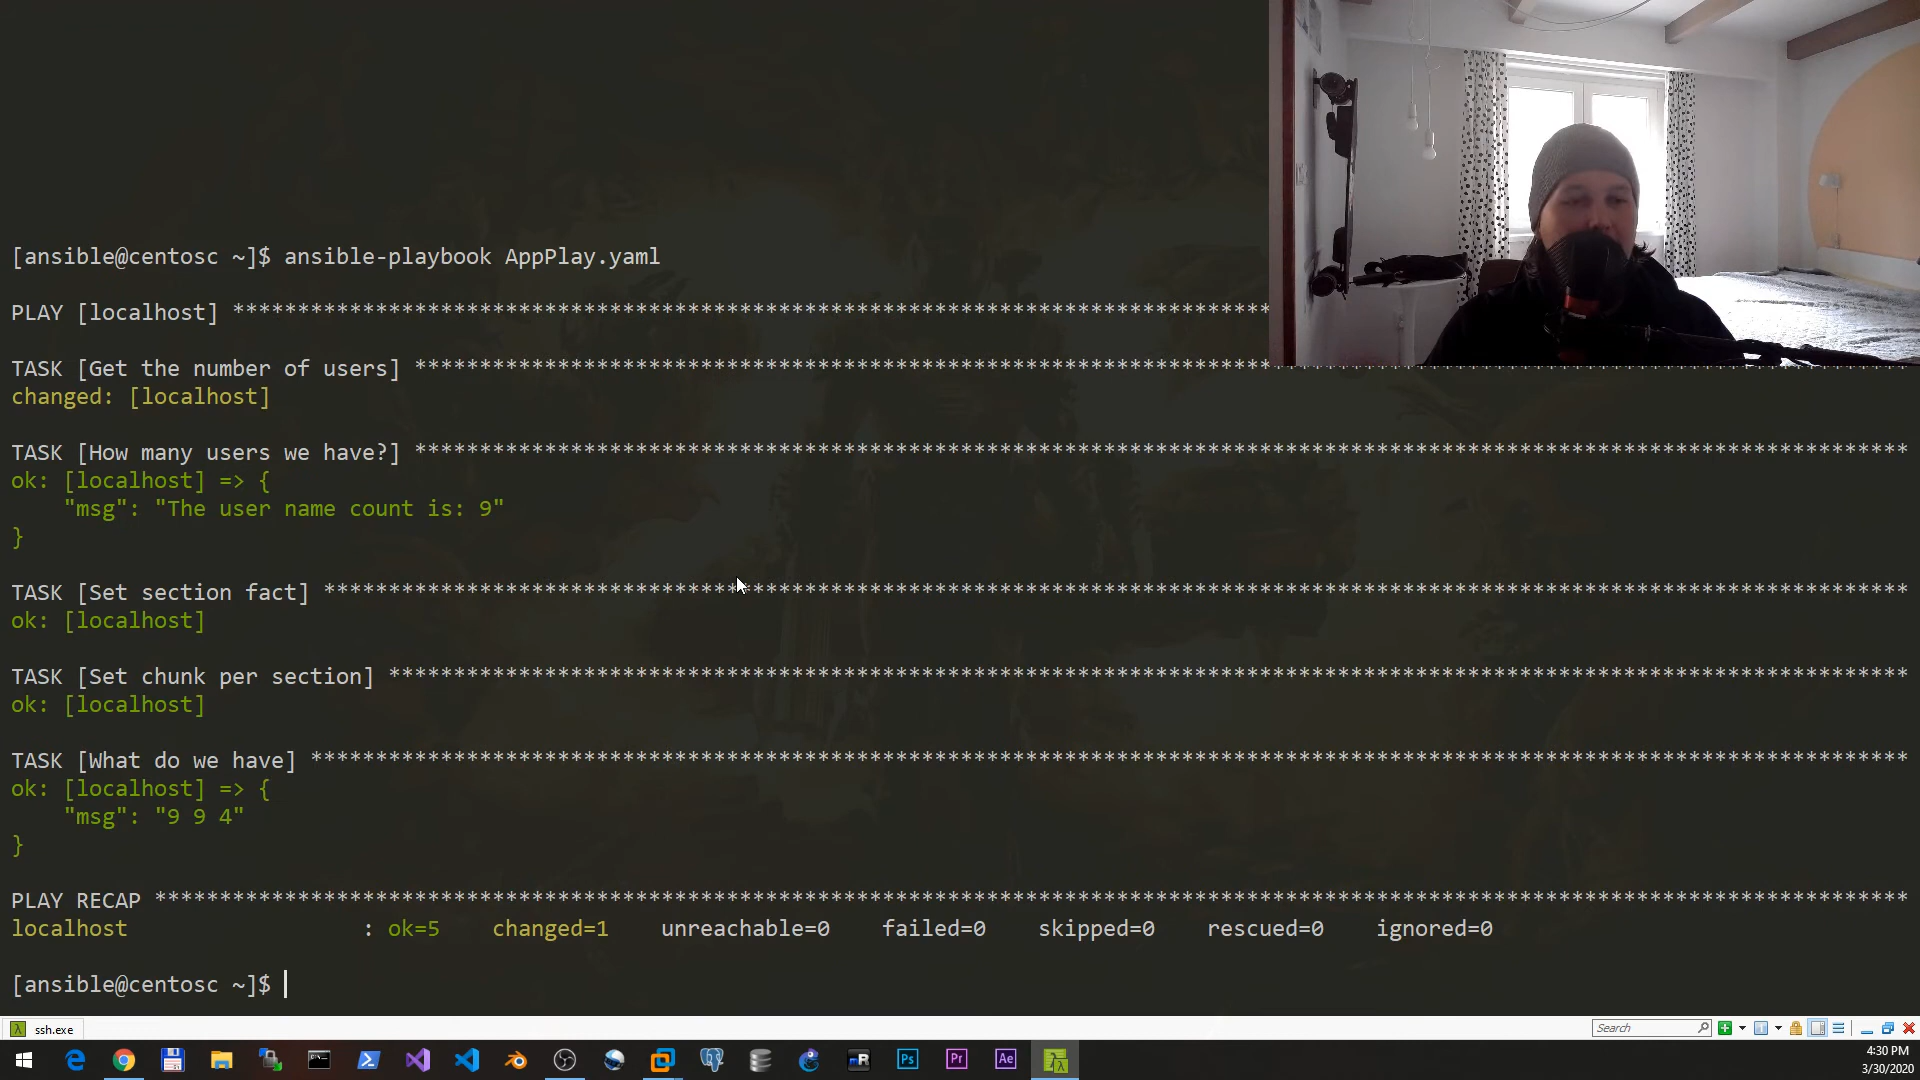 [ansible@centosc ~]$ ansible-playbook AppPlay.yaml
PLAY [localhost] ********************************************************************************
TASK [Get the number of users] *******************************************************************************************************************
changed: [localhost]
TASK [How many users we have?] *******************************************************************************************************************
ok: [localhost] => {
    "msg": "The user name count is: 9"
}
TASK [Set section fact] **************************************************************************************************************************
ok: [localhost]
TASK [Set chunk per section] *********************************************************************************************************************
ok: [localhost]
TASK [What do we have] ***************************************************************************************************************************
ok: [localhost] => {
    "msg": "9 9 4"
}
PLAY RECAP ***************************************************************************************************************************************
localhost                  : ok=5    changed=1    unreachable=0    failed=0    skipped=0    rescued=0    ignored=0
[ansible@centosc ~]$
λ ssh.exe
Search
R
Ps
Pr
Ae
λ
4:30 PM
3/30/2020